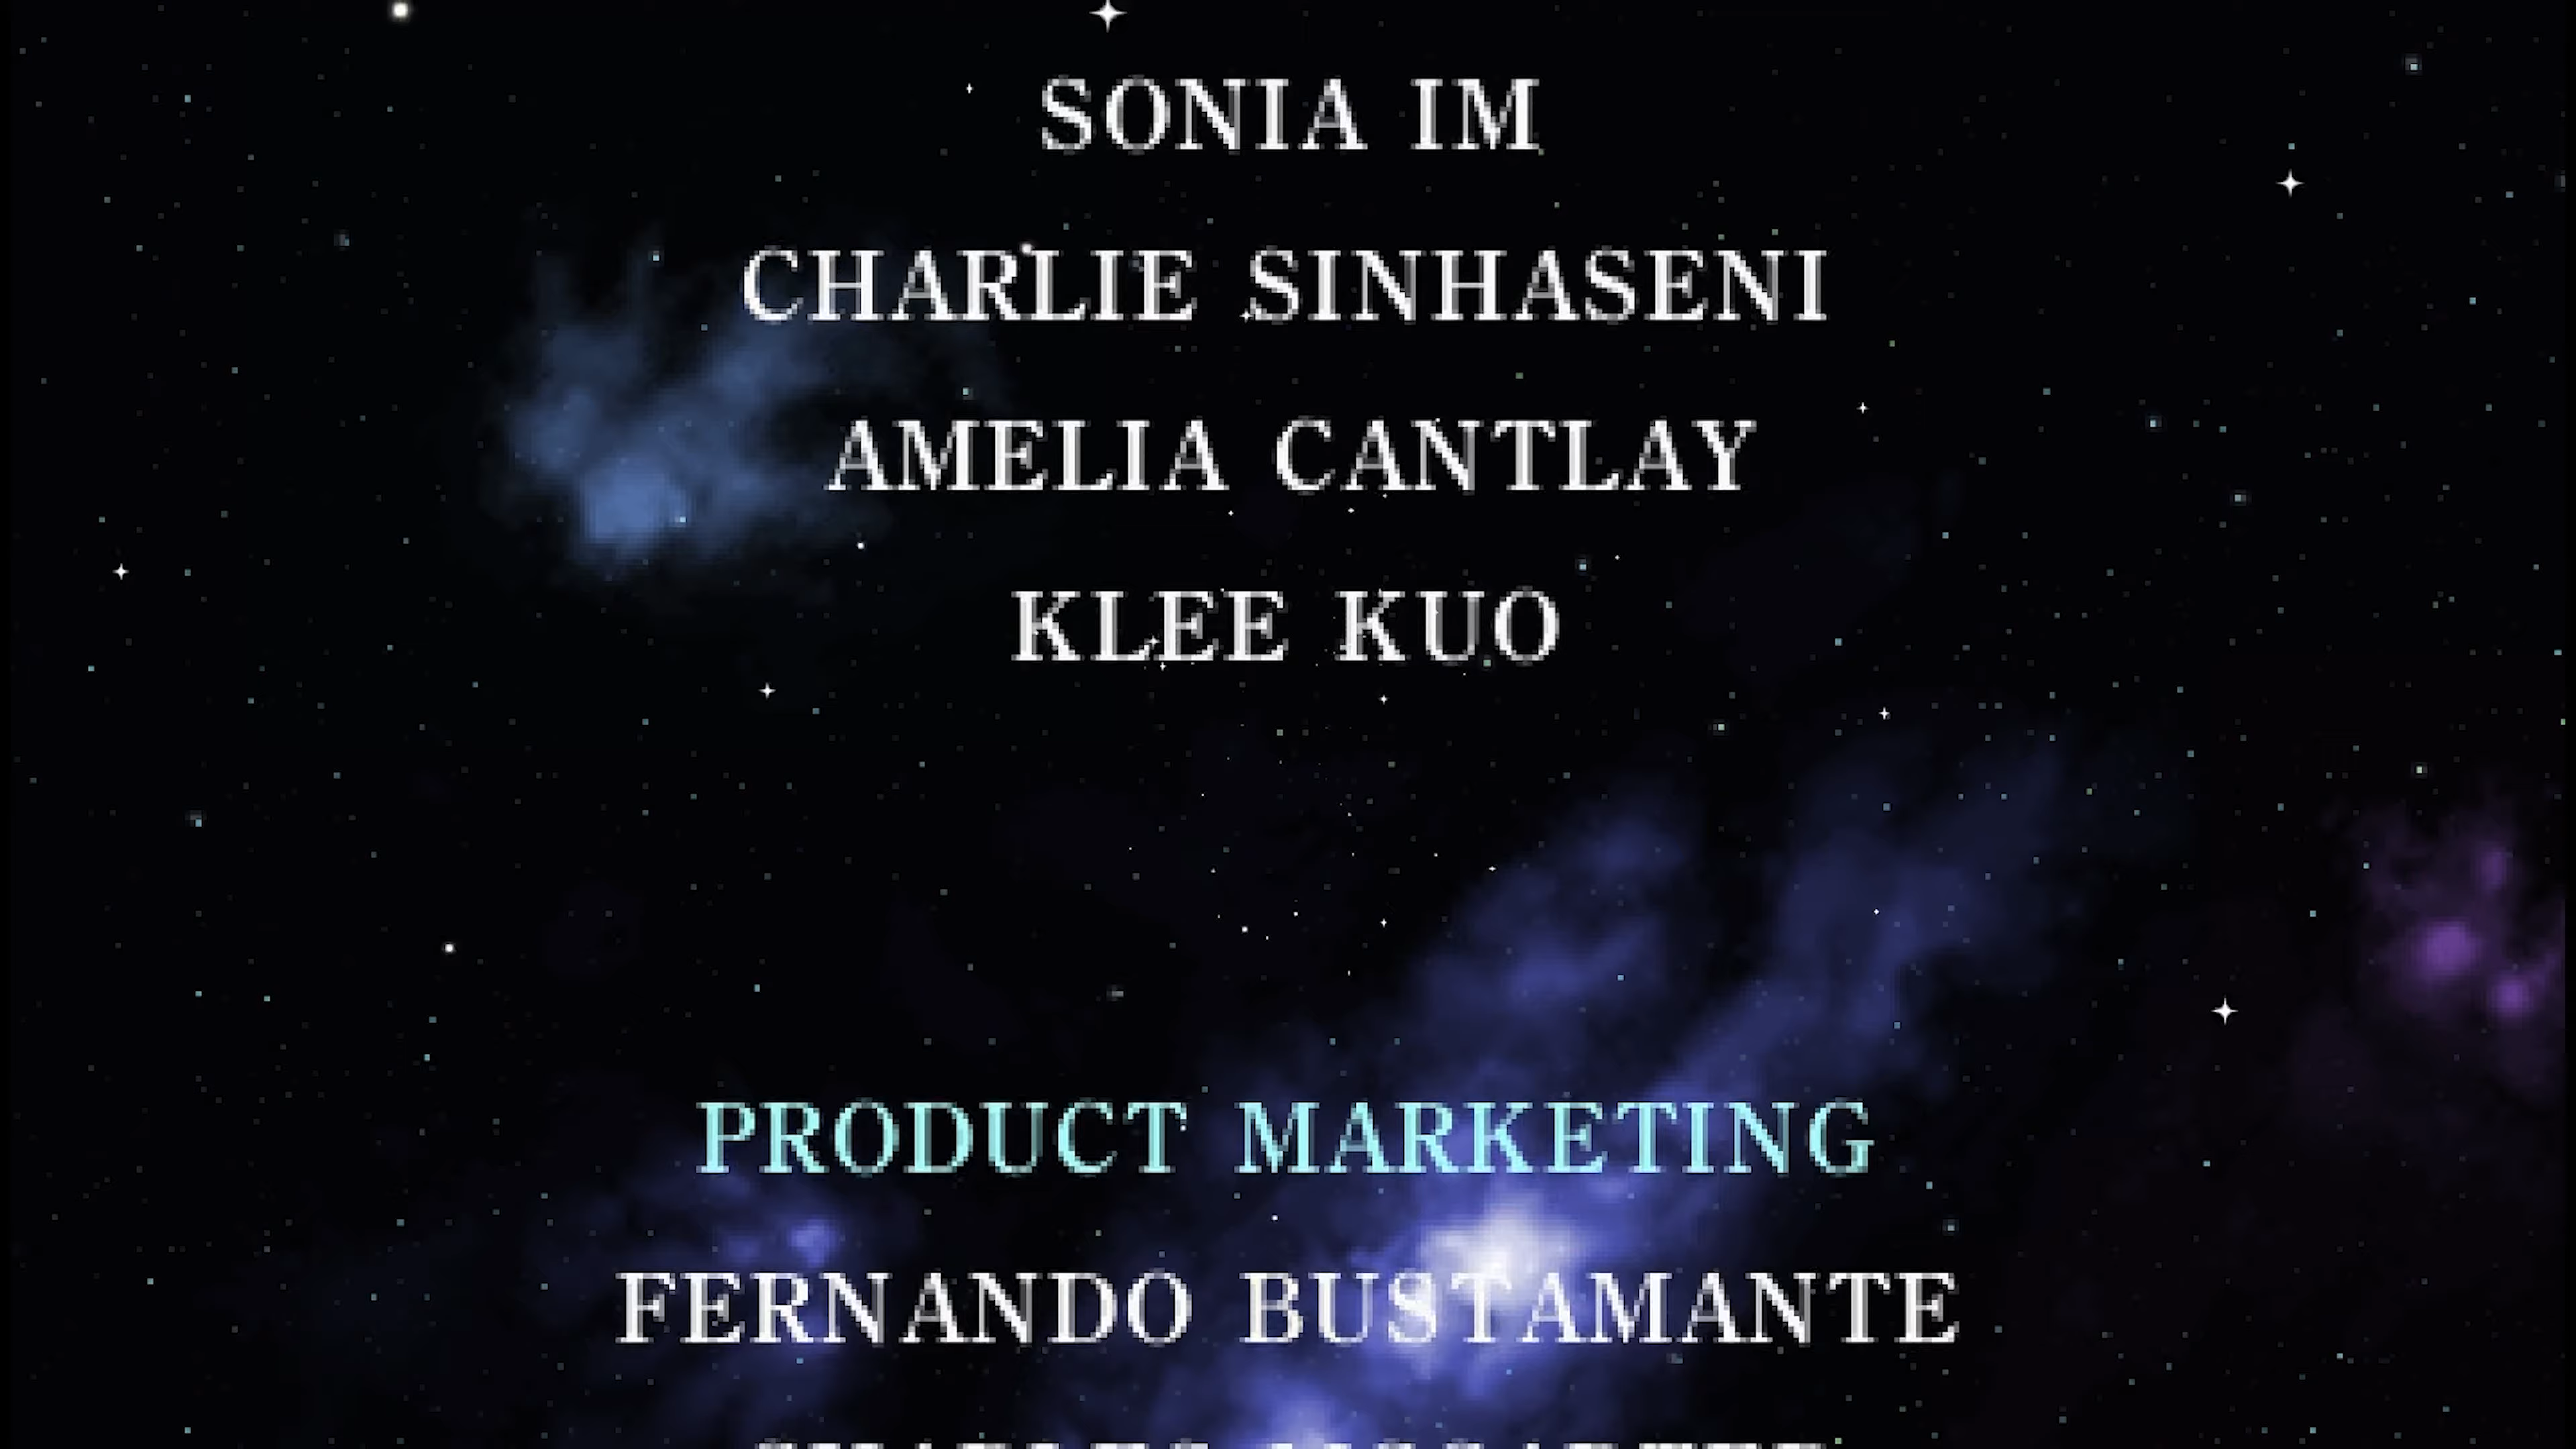 SONIA IM
CHARLIE SINHASENI
AMELIA CANTLAY
KLEE KUO
PRODUCT MARKETING
FERNANDO BUSTAMANTE